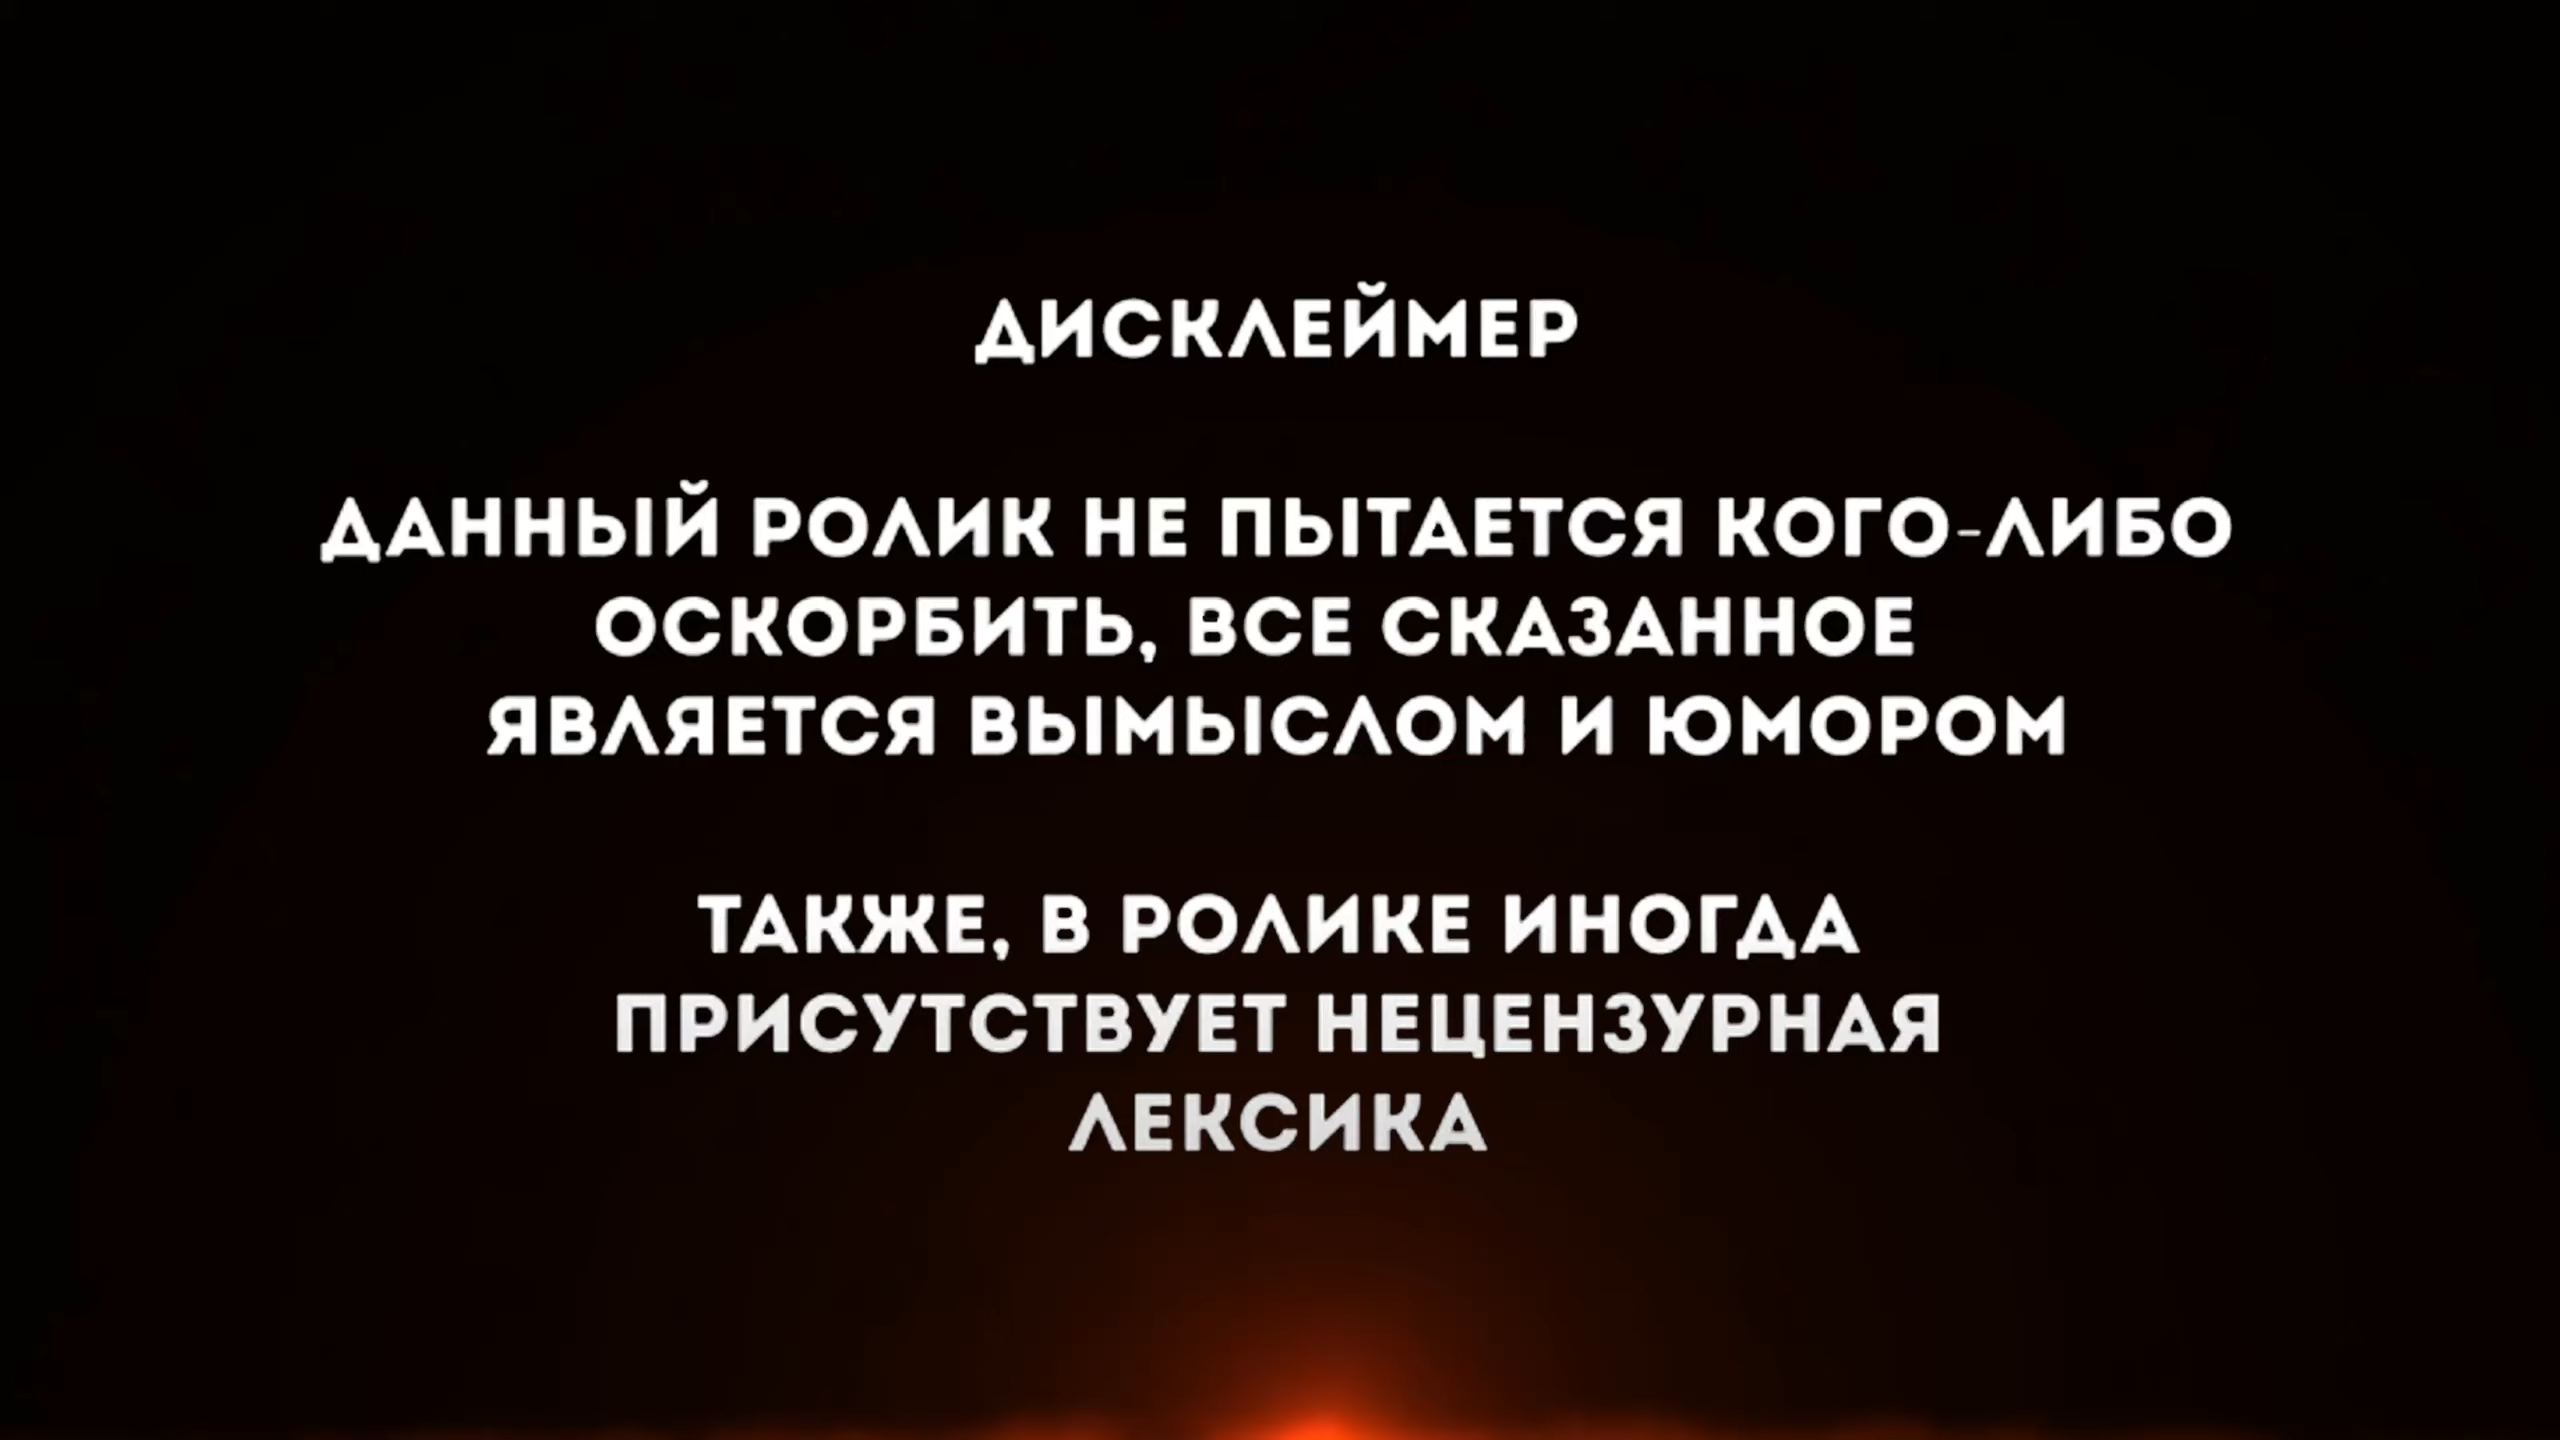 ДИСКЛЕЙМЕР
ДАННЫЙ РОЛИК НЕ ПЫТАЕТСЯ КОГО-ЛИБО
ОСКОРБИТЬ, ВСЕ СКАЗАННОЕ
ЯВЛЯЕТСЯ ВЫМЫСЛОМ И ЮМОРОМ
ТАКЖЕ, В РОЛИКЕ ИНОГДА
ПРИСУТСТВУЕТ НЕЦЕНЗУРНАЯ
ЛЕКСИКА